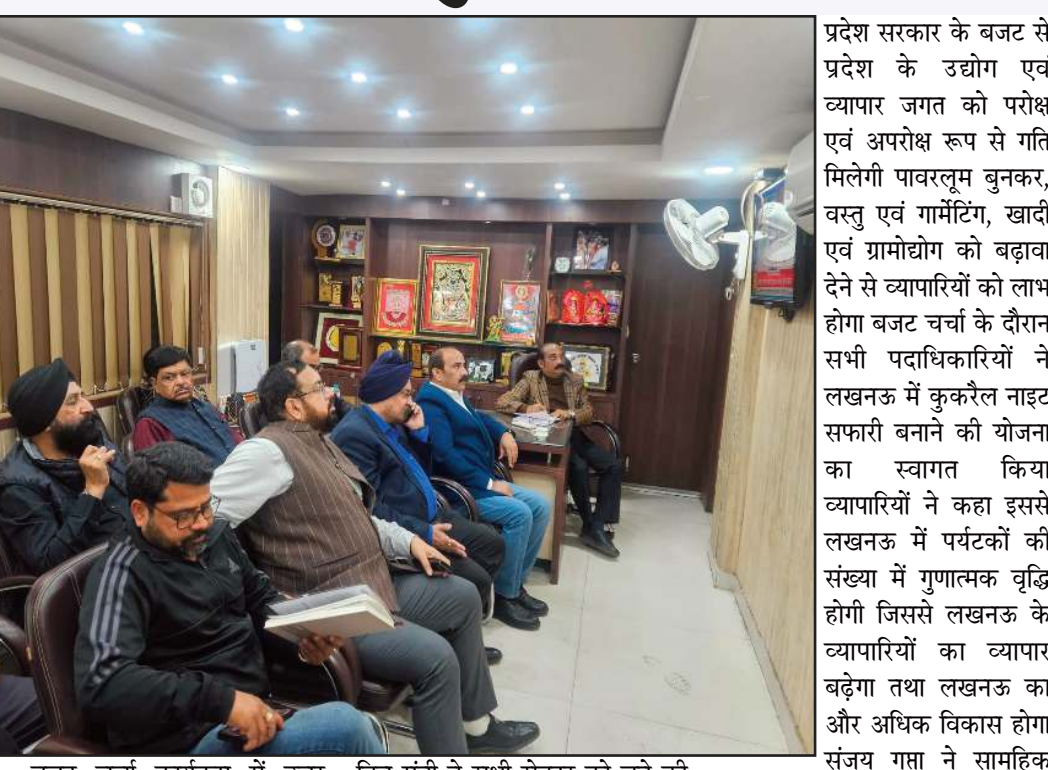 प्रदेश सरकार के बजट से
प्रदेश के उद्योग एवं
व्यापार जगत को परोक्ष
एवं अपरोक्ष रूप से गति
मिलेगी पावरलूम बुनकर,
वस्तु एवं गार्मेटिंग, खादी
एवं ग्रामोद्योग को बढ़ावा
देने से व्यापारियों को लाभ
होगा बजट चर्चा के दौरान
सभी पदाधिकारियों ने
लखनऊ में कुकरैल नाइट
सफारी बनाने की योजना
का स्वागत किया
व्यापारियों ने कहा इससे
लखनऊ में पर्यटकों की
संख्या में गुणात्मक वृद्धि
होगी जिससे लखनऊ के
व्यापारियों का व्यापार
बढ़ेगा तथा लखनऊ का
और अधिक विकास होगा
संजय गुप्ता ने सामूहिक